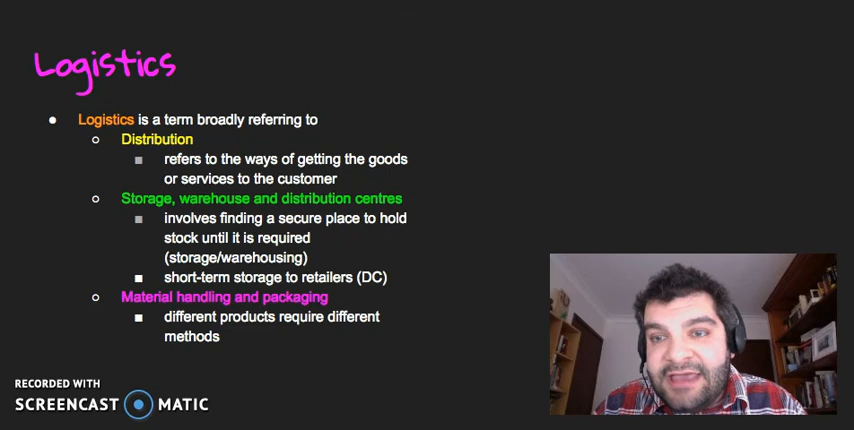 Logistics
● Logistics is a term broadly referring to
○ Distribution
■ refers to the ways of getting the goods
or services to the customer
○ Storage, warehouse and distribution centres
■ involves finding a secure place to hold
stock until it is required
(storage/warehousing)
■ short-term storage to retailers (DC)
○ Material handling and packaging
■ different products require different
methods
RECORDED WITH
SCREENCAST MATIC